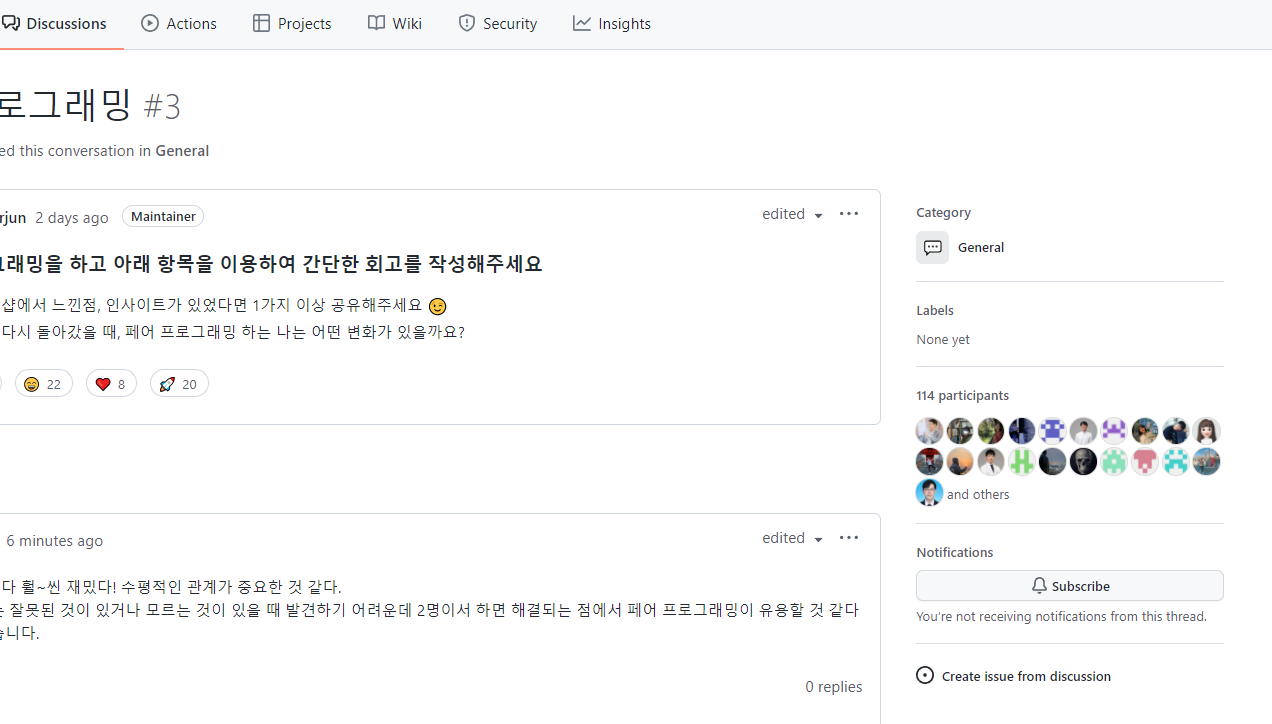 Discussions Actions Projects Wiki Security Insights
로그래밍 #3
ed this conversation in General
rjun 2 days ago Maintainer edited
그래밍을 하고 아래 항목을 이용하여 간단한 회고를 작성해주세요
샵에서 느낀점, 인사이트가 있었다면 1가지 이상 공유해주세요
다시 돌아갔을 때, 페어 프로그래밍 하는 나는 어떤 변화가 있을까요?
22 8 20
Category
General
Labels
None yet
114 participants
and others
Notifications
Subscribe
You're not receiving notifications from this thread.
Create issue from discussion
6 minutes ago edited
다 훨~씬 재밌다! 수평적인 관계가 중요한 것 같다.
는 잘못된 것이 있거나 모르는 것이 있을 때 발견하기 어려운데 2명이서 하면 해결되는 점에서 페어 프로그래밍이 유용할 것 같다
습니다.
0 replies